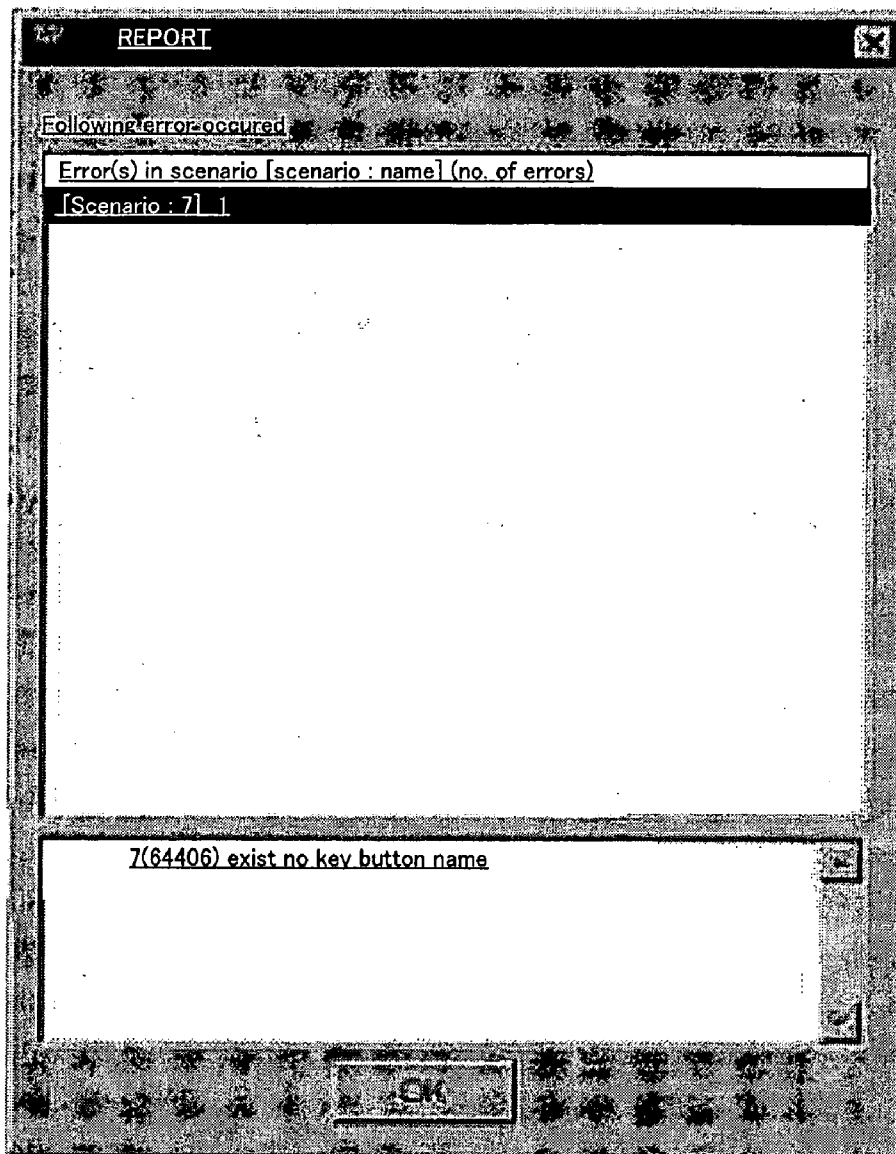 REPORT
Following error occured
Error(s) in scenario [scenario : name] (no. of errors)
[Scenario : 7] 1
7(64406) exist no key button name
OK